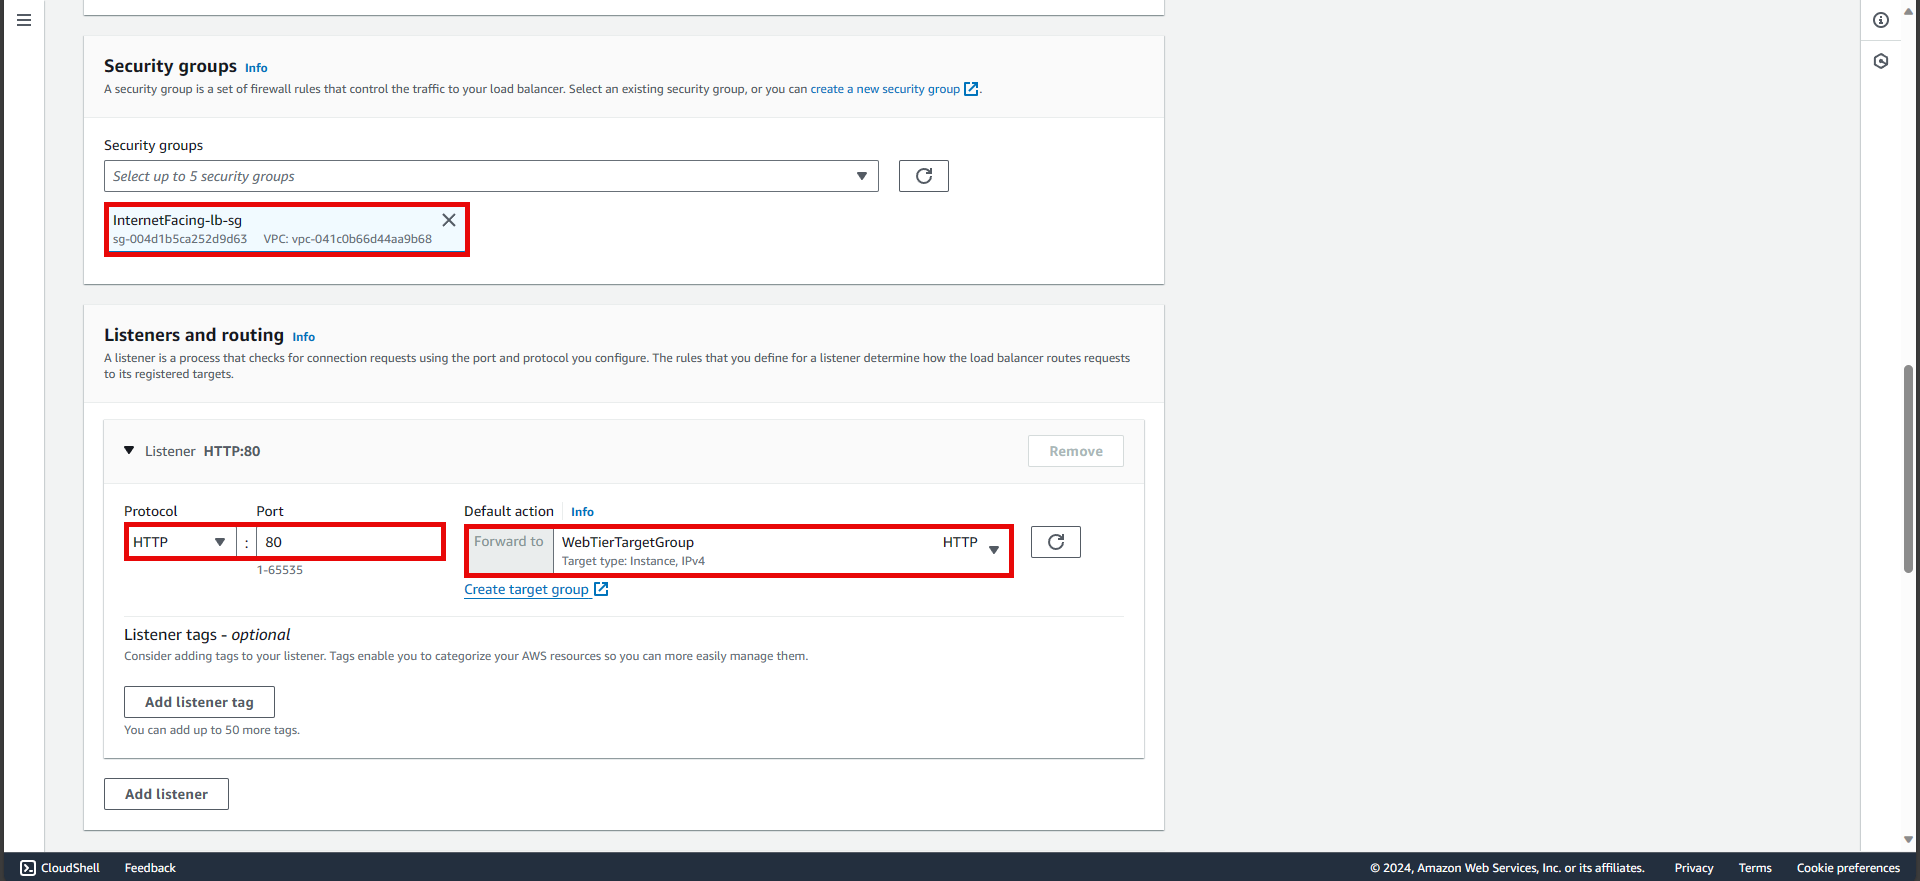 Security groups Info
A security group is a set of firewall rules that control the traffic to your load balancer. Select an existing security group, or you can create a new security group .
Security groups
Select up to 5 security groups
InternetFacing-lb-sg
sg-004d1b5ca252d9d63 VPC: vpc-041c0b66d44aa9b68
Listeners and routing Info
A listener is a process that checks for connection requests using the port and protocol you configure. The rules that you define for a listener determine how the load balancer routes requests
to its registered targets.
Listener HTTP:80
Remove
Protocol Port Default action Info
HTTP : 80 Forward to WebTierTargetGroup HTTP
Target type: Instance, IPv4
1-65535
Create target group
Listener tags - optional
Consider adding tags to your listener. Tags enable you to categorize your AWS resources so you can more easily manage them.
Add listener tag
You can add up to 50 more tags.
Add listener
CloudShell Feedback © 2024, Amazon Web Services, Inc. or its affiliates. Privacy Terms Cookie preferences